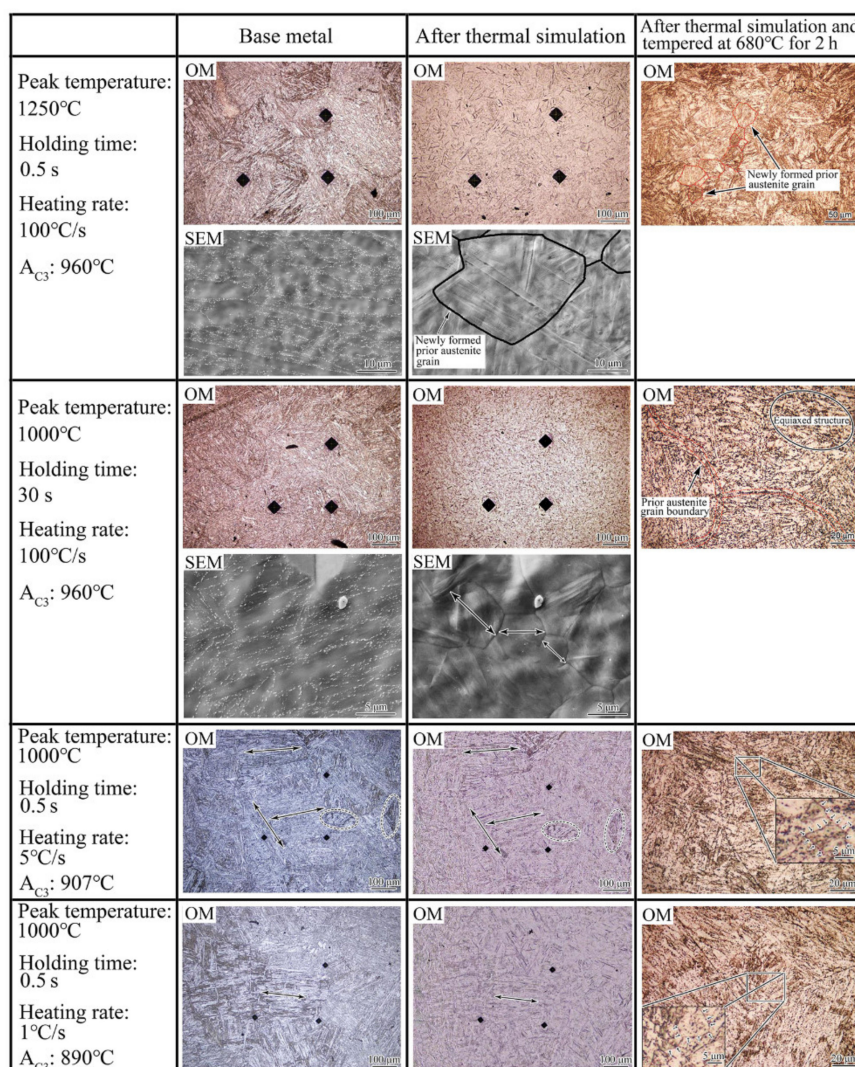 Base metal
After thermal simulation
After thermal simulation and
tempered at 680°C for 2 h
Peak temperature:
1250°C
Holding time:
0.5 s
Heating rate:
100°C/s
A_C3: 960°C
OM
100 μm
OM
100 μm
OM
Newly formed prior
austenite grain
50 μm
SEM
10 μm
SEM
Newly formed
prior austenite
grain
10 μm
Peak temperature:
1000°C
Holding time:
30 s
Heating rate:
100°C/s
A_C3: 960°C
OM
100 μm
OM
100 μm
OM
Equiaxed structure
Prior austenite
grain boundary
20 μm
SEM
5 μm
SEM
5 μm
Peak temperature:
1000°C
Holding time:
0.5 s
Heating rate:
5°C/s
A_C3: 907°C
OM
100 μm
OM
100 μm
OM
5 μm
20 μm
Peak temperature:
1000°C
Holding time:
0.5 s
Heating rate:
1°C/s
A_C3: 890°C
OM
100 μm
OM
100 μm
OM
5 μm
20 μm